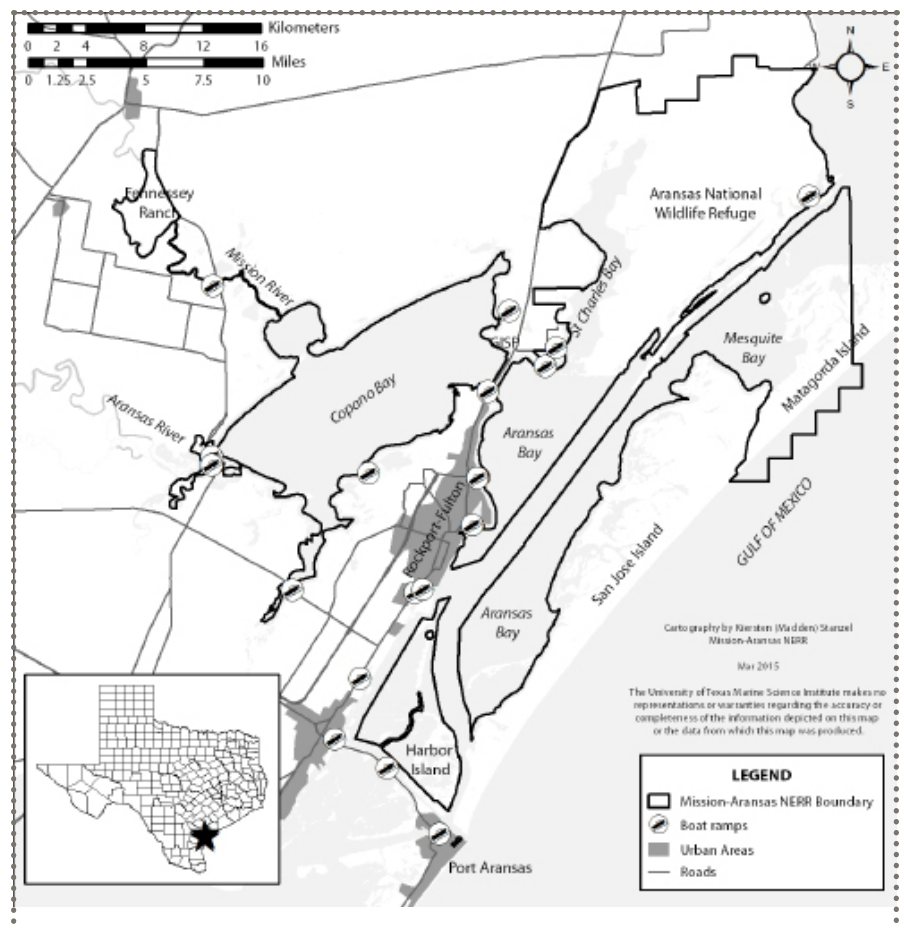 Kilometers
0 2 4 8 12 16
Miles
0 1.25 2.5 5 7.5 10
N
W E
S
Fennessey
Ranch
Aransas National
Wildlife Refuge
Mission River
St Charles Bay
GISP
Mesquite
Bay
Matagorda Island
Copano Bay
Aransas River
Aransas
Bay
Rockport-Fulton
GULF OF MEXICO
San Jose Island
Aransas
Bay
Cartography by Kiersten (Madden) Stanzel
Mission-Aransas NERR
Mar 2015
The University of Texas Marine Science Institute makes no
representations or warranties regarding the accuracy or
completeness of the information depicted on this map
or the data from which this map was produced.
Harbor
Island
Port Aransas
LEGEND
Mission-Aransas NERR Boundary
Boat ramps
Urban Areas
Roads